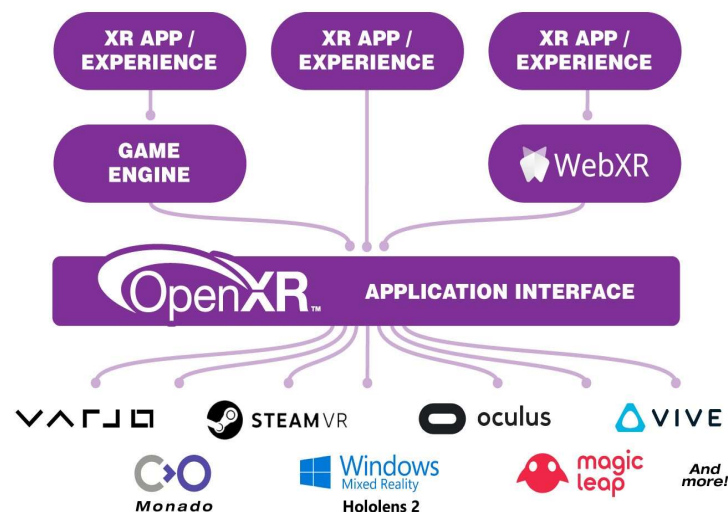 XR APP /
EXPERIENCE
XR APP /
EXPERIENCE
XR APP /
EXPERIENCE
GAME
ENGINE
WebXR
OpenXR™ APPLICATION INTERFACE
VARJO
STEAMVR
oculus
VIVE
Monado
Windows
Mixed Reality
Hololens 2
magic
leap
And
more!